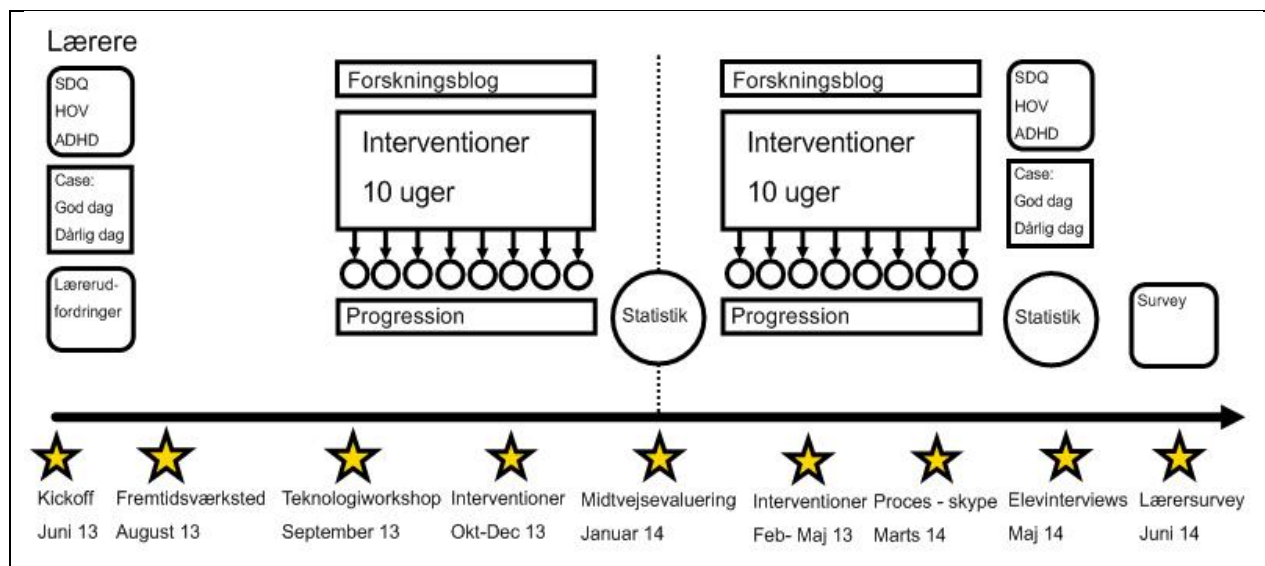 Lærere
SDQ
HOV
ADHD
Case:
God dag
Dårlig dag
Lærerud-
fordringer
Forskningsblog
Interventioner
10 uger
Progression
Statistik
Forskningsblog
Interventioner
10 uger
Progression
SDQ
HOV
ADHD
Case:
God dag
Dårlig dag
Statistik
Survey
Kickoff
Juni 13
Fremtidsværksted
August 13
Teknologiworkshop
September 13
Interventioner
Okt-Dec 13
Midtvejsevaluering
Januar 14
Interventioner
Feb- Maj 13
Proces - skype
Marts 14
Elevinterviews
Maj 14
Lærersurvey
Juni 14